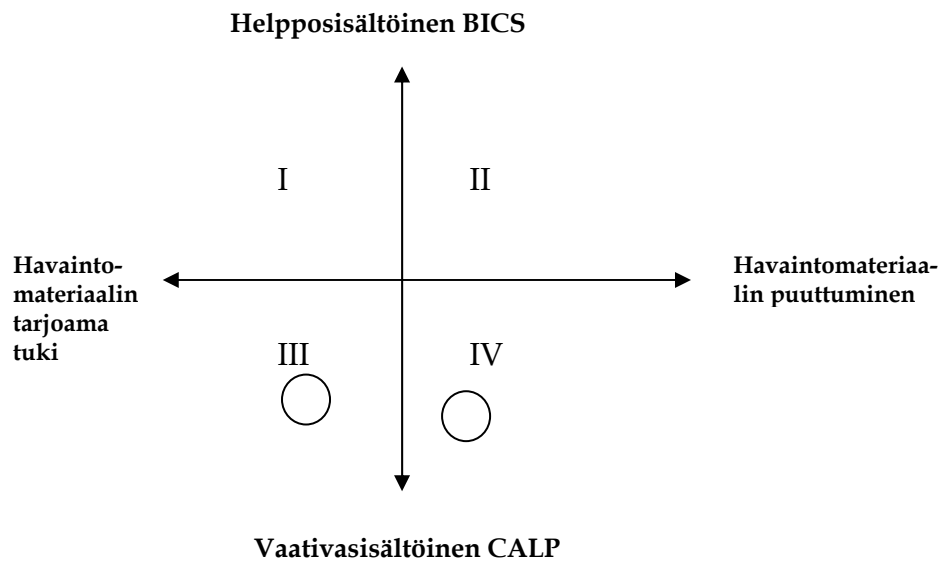 Helpposisältöinen BICS
I
II
Havainto-
materiaalin
tarjoama
tuki
Havaintomateriaa-
lin puuttuminen
III
IV
Vaativasisältöinen CALP